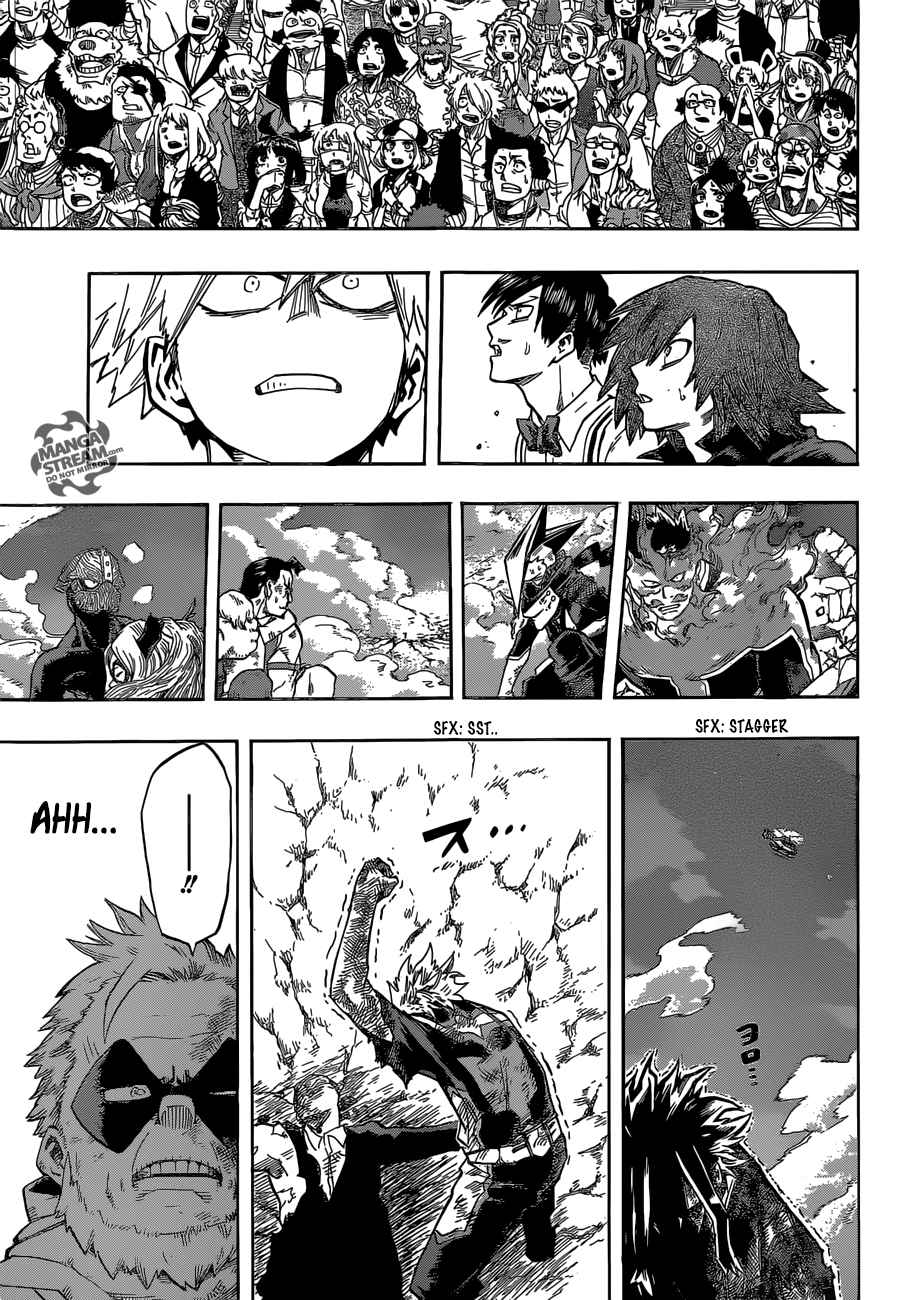 MANGA
STREAM.com
DO NOT MIRROR
SFX: STAGGER
ヨロ…
SFX: SST..
ス…
——!!
AHH...